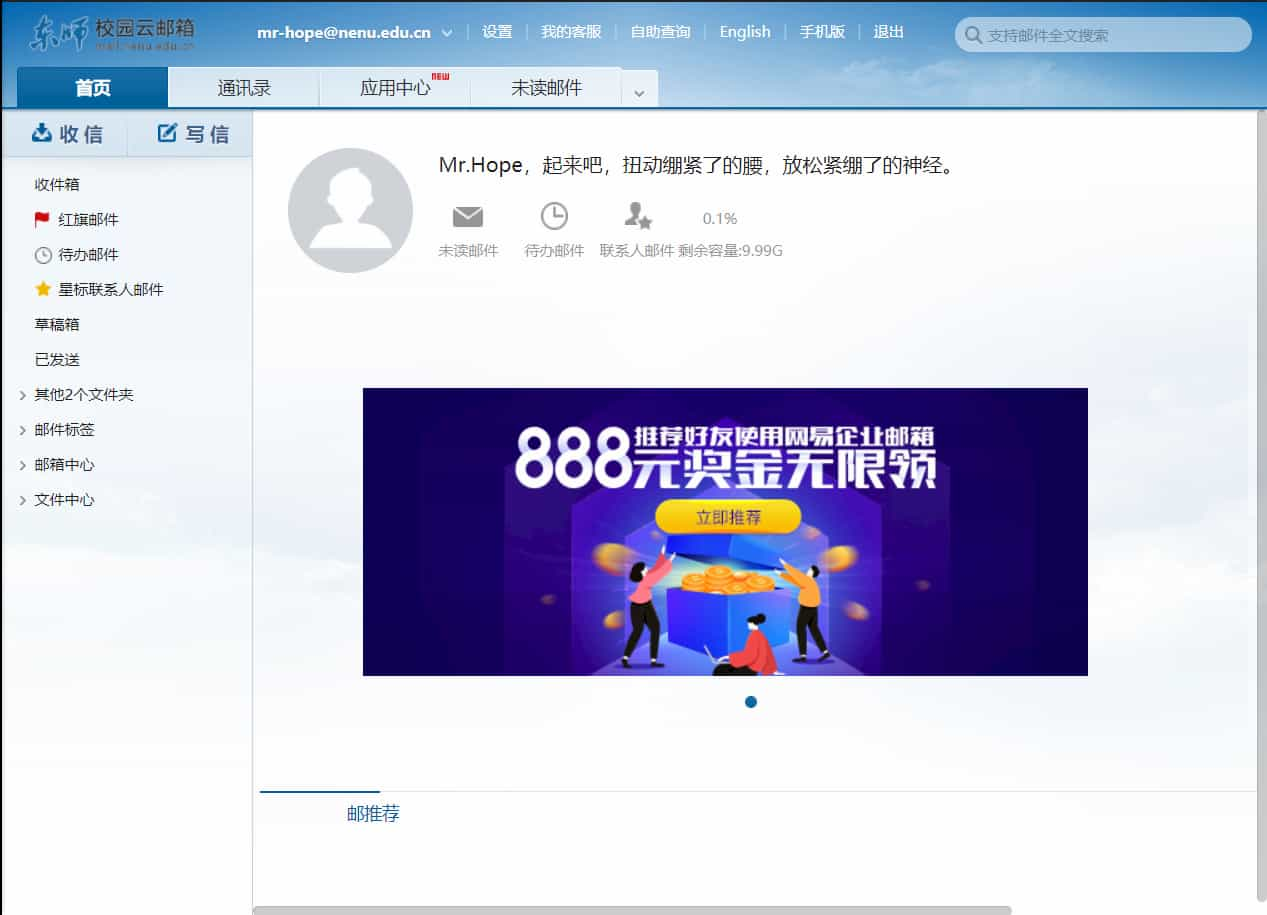 东师 校园云邮箱
mail.nenu.edu.cn
mr-hope@nenu.edu.cn 设置 我的客服 自助查询 English 手机版 退出
支持邮件全文搜索
首页 通讯录 应用中心 NEW 未读邮件
收信 写信
收件箱
红旗邮件
待办邮件
星标联系人邮件
草稿箱
已发送
其他2个文件夹
邮件标签
邮箱中心
文件中心
Mr.Hope，起来吧，扭动绷紧了的腰，放松紧绷了的神经。
0.1%
未读邮件 待办邮件 联系人邮件 剩余容量:9.99G
888 推荐好友使用网易企业邮箱
元奖金无限领
立即推荐
邮推荐